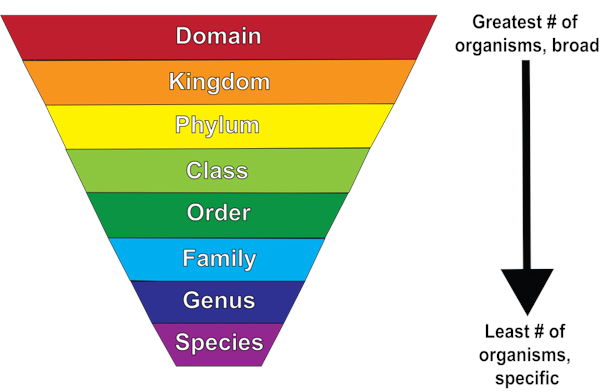 Domain
Kingdom
Phylum
Class
Order
Family
Genus
Species
Greatest # of
organisms, broad
Least # of
organisms,
specific